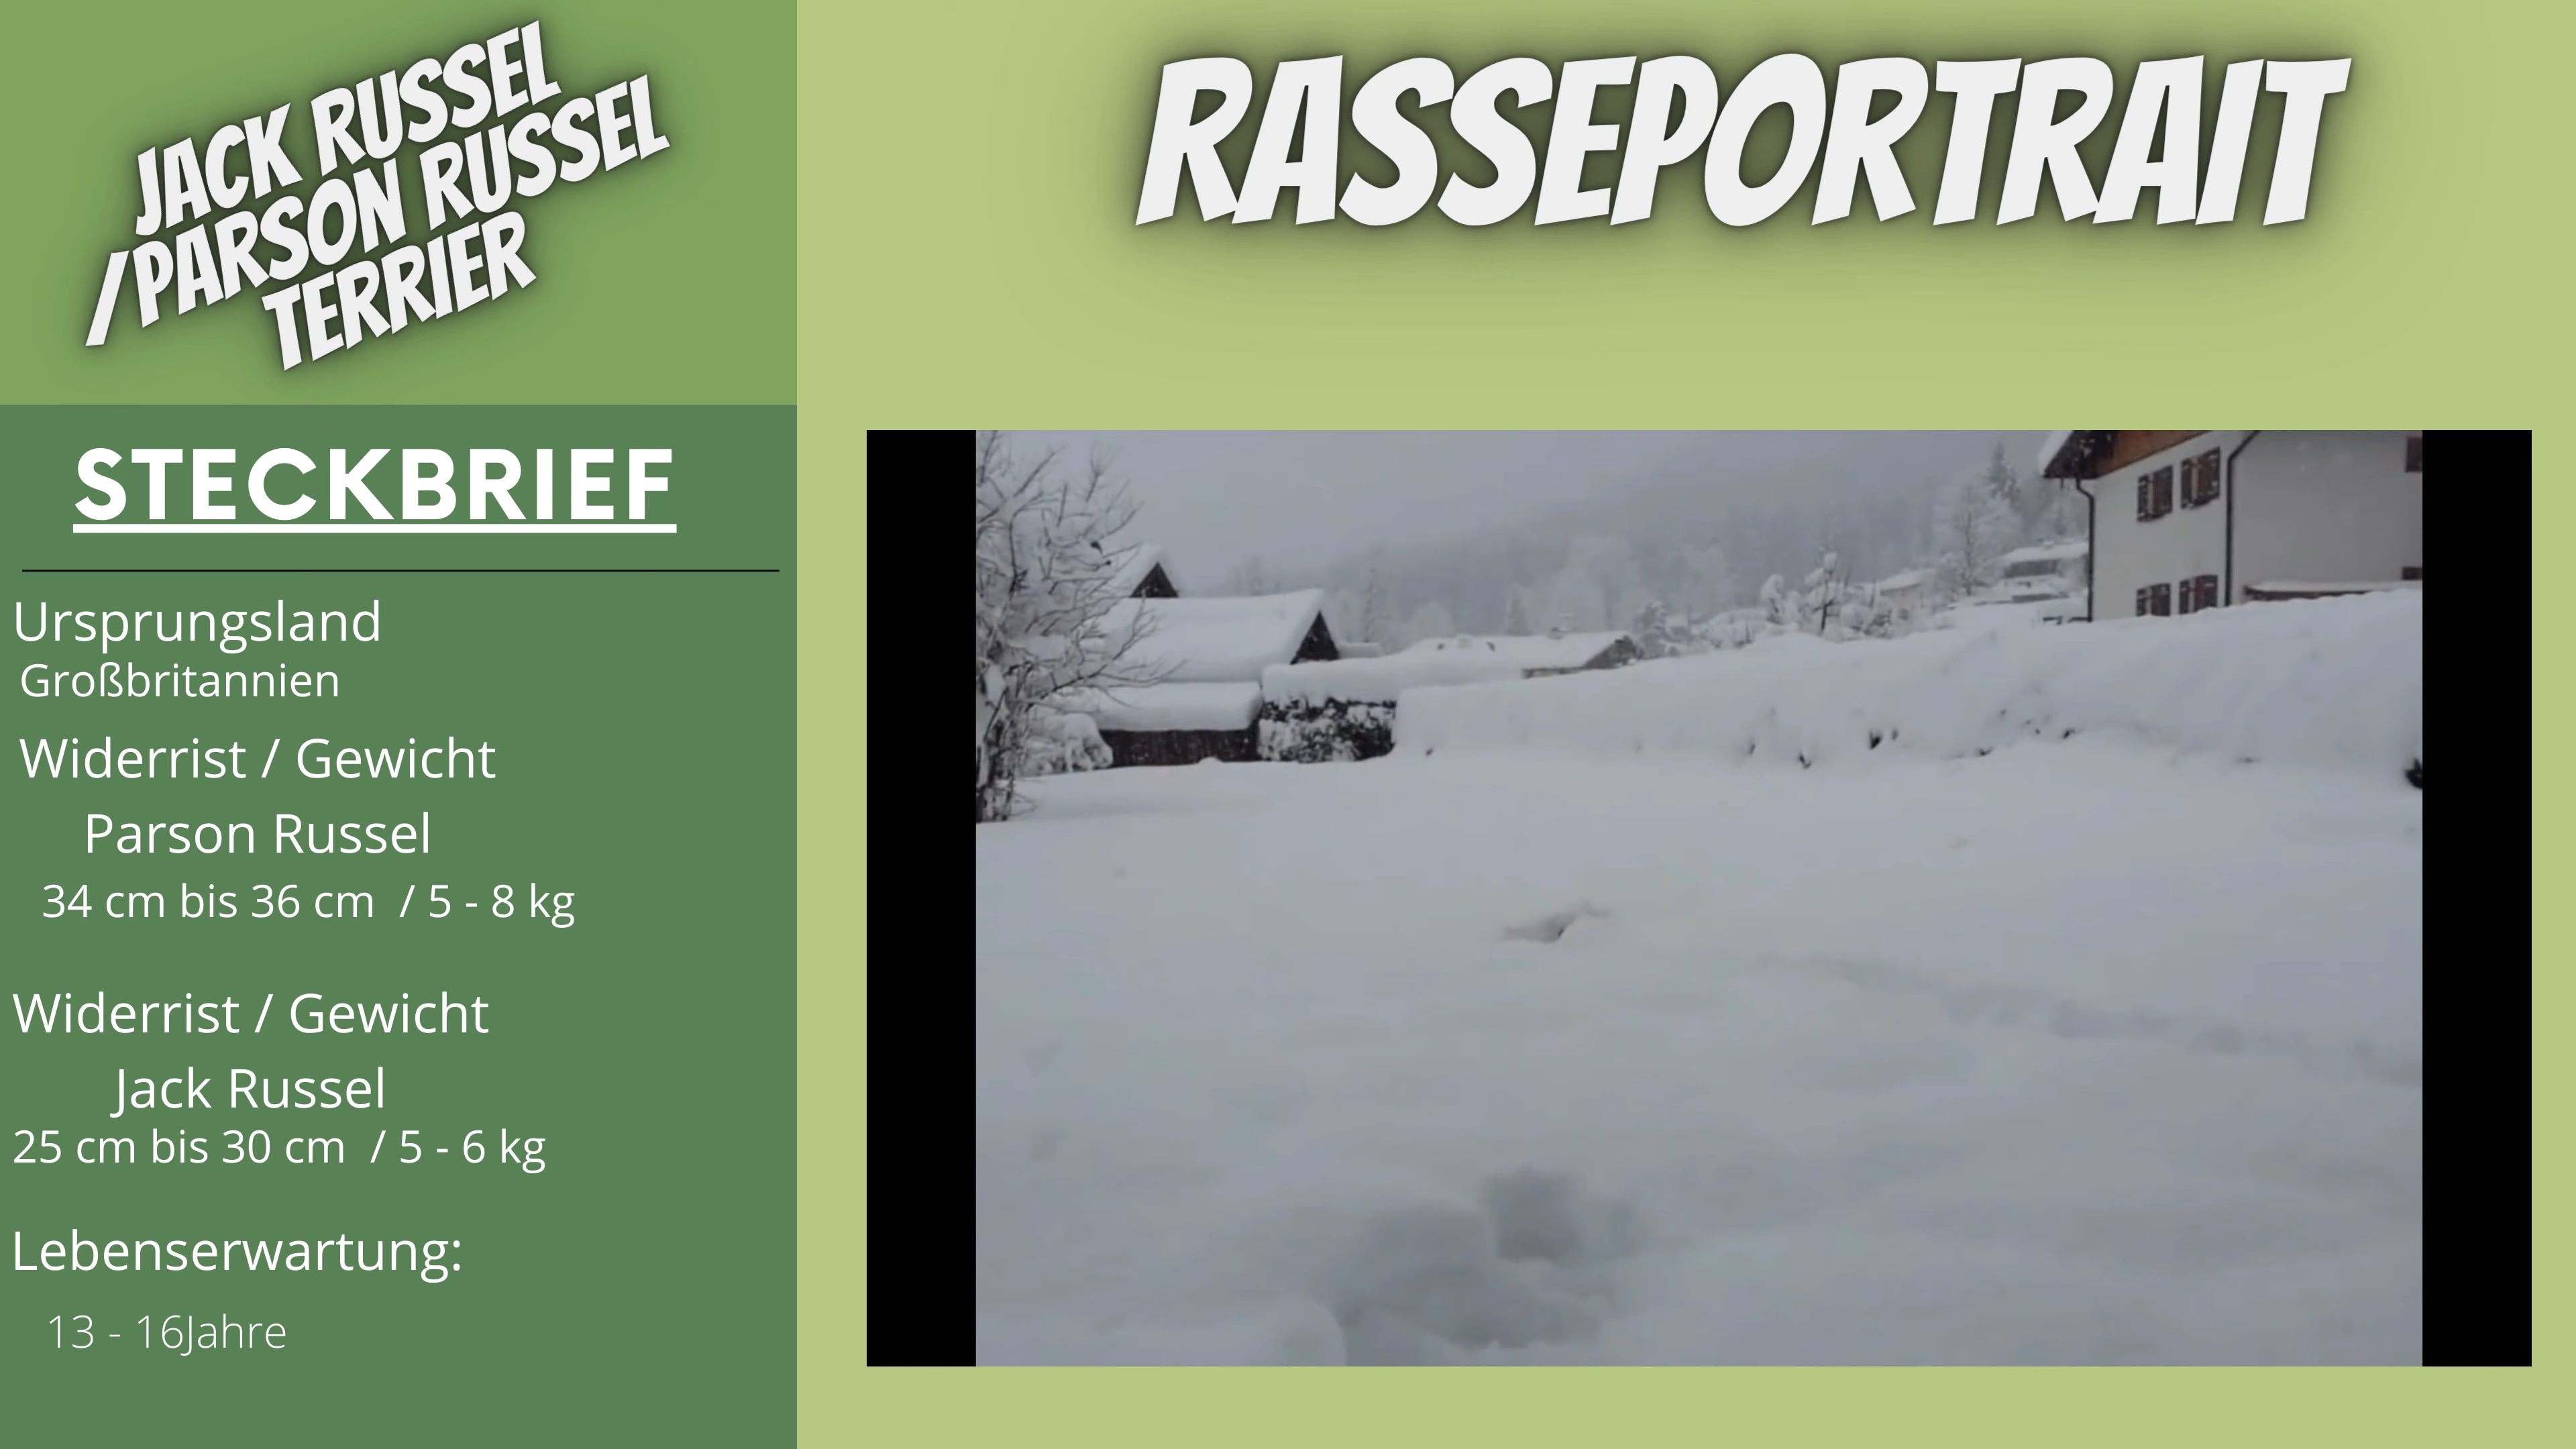 JACK RUSSEL
/PARSON RUSSEL
TERRIER
RASSEPORTRAIT
STECKBRIEF
Ursprungsland
Großbritannien
Widerrist / Gewicht
Parson Russel
34 cm bis 36 cm / 5 - 8 kg
Widerrist / Gewicht
Jack Russel
25 cm bis 30 cm / 5 - 6 kg
Lebenserwartung:
13 - 16Jahre